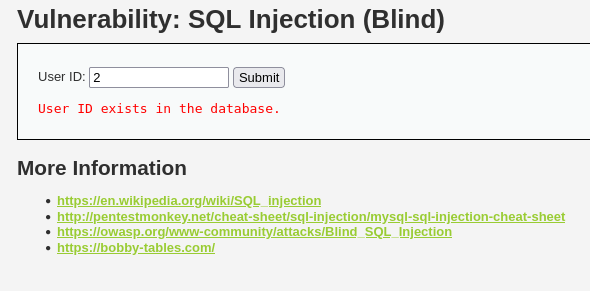 Vulnerability: SQL Injection (Blind)
User ID: 2 Submit
User ID exists in the database.
More Information
• https://en.wikipedia.org/wiki/SQL_injection
• http://pentestmonkey.net/cheat-sheet/sql-injection/mysql-sql-injection-cheat-sheet
• https://owasp.org/www-community/attacks/Blind_SQL_Injection
• https://bobby-tables.com/